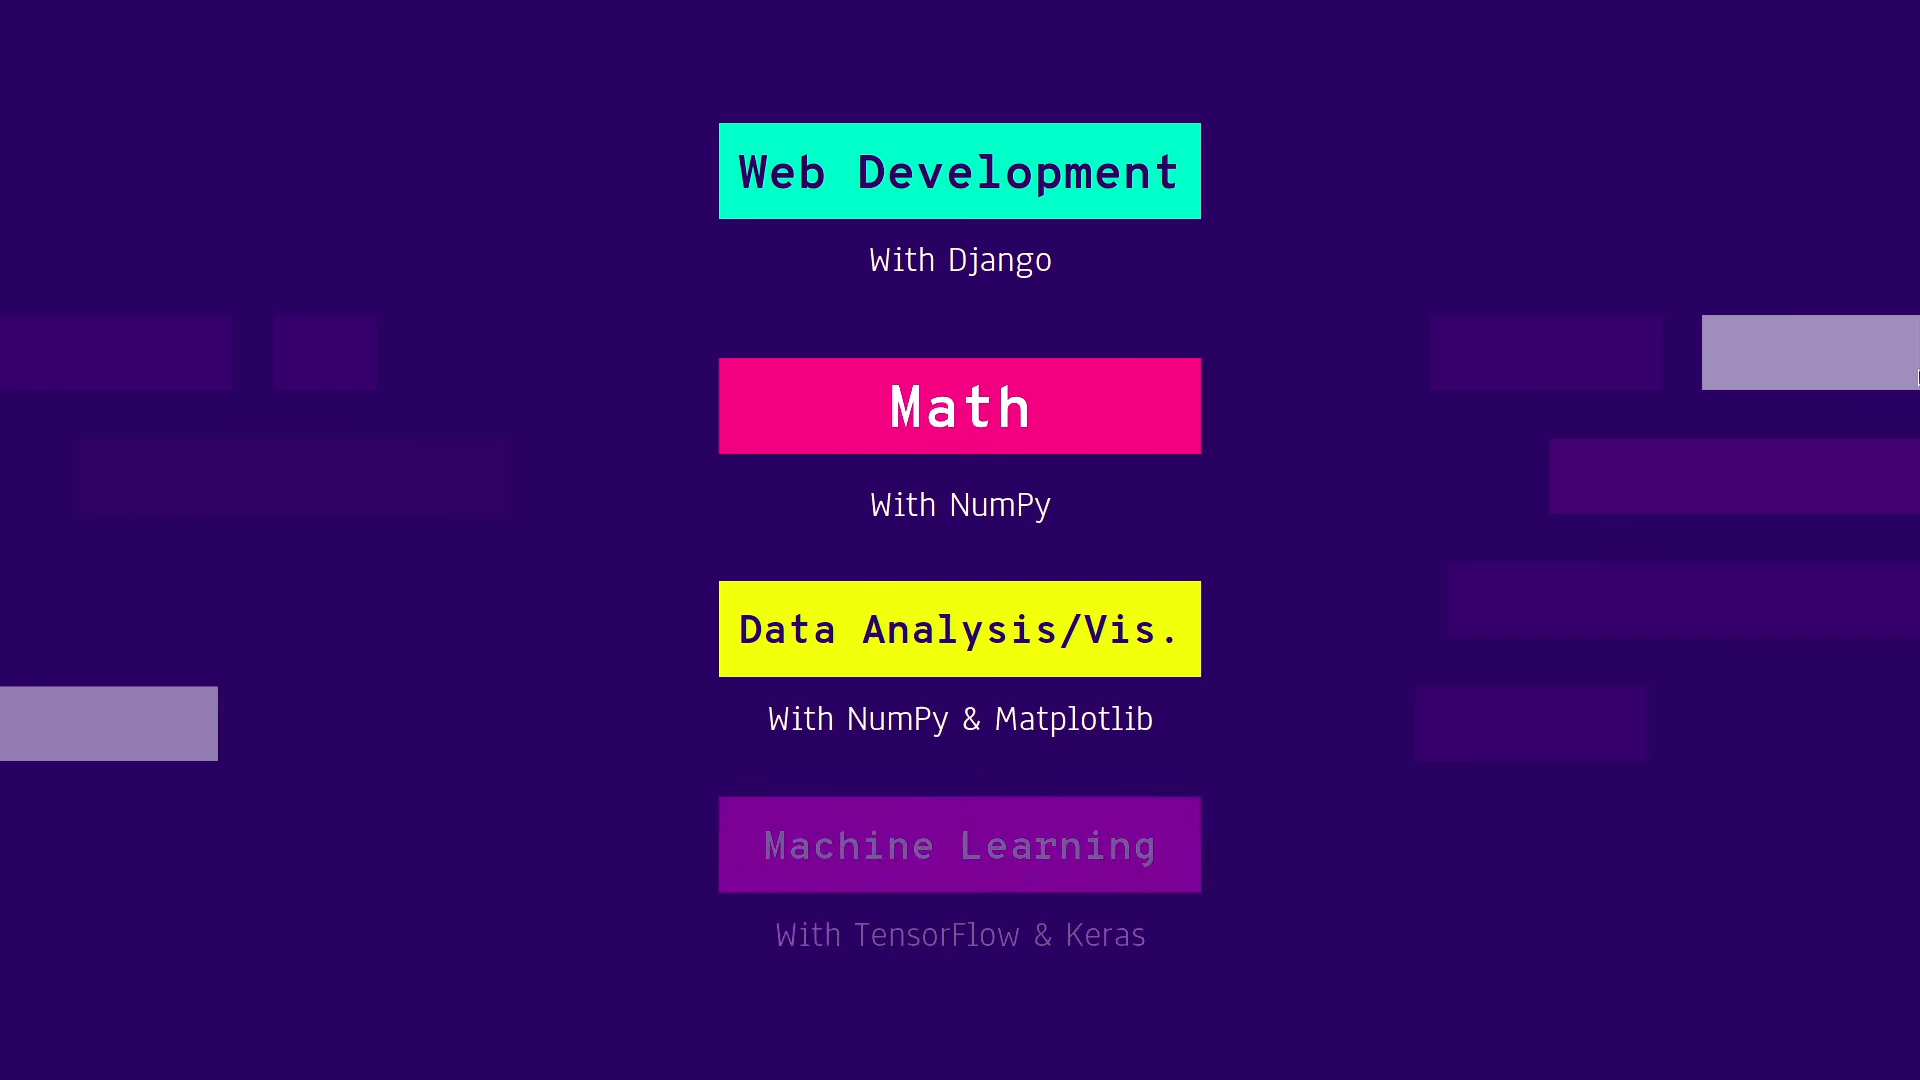 Web Development
With Django
Math
With NumPy
Data Analysis/Vis.
With NumPy & Matplotlib
Machine Learning
With TensorFlow & Keras